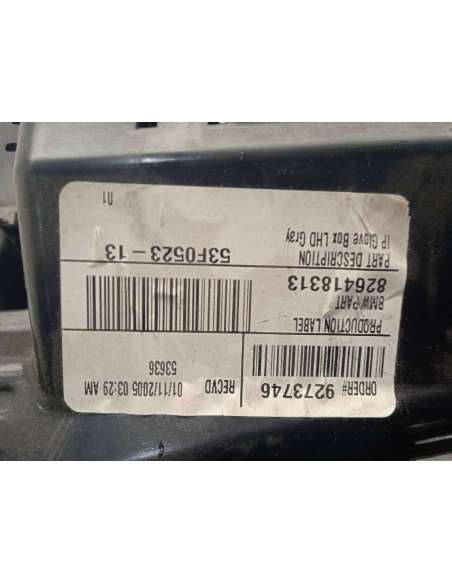 ORDER# 9273746
RECVD 01/11/2005 03:29 AM
53636
PRODUCTION LABEL
BMW PART
826418313
PART DESCRIPTION
IP Glove Box LHD Gray
53F0523-13
n1